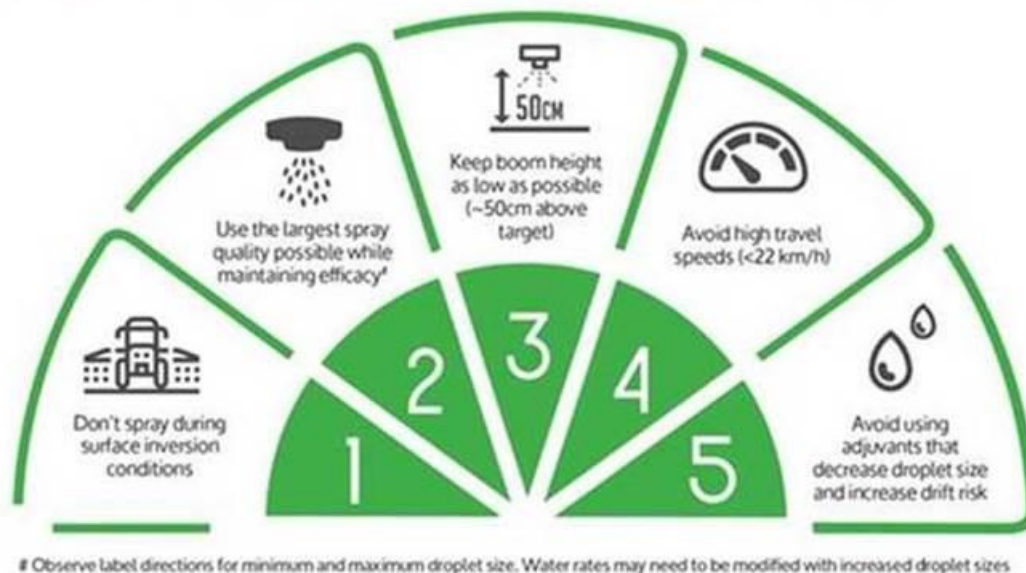 1
Don't spray during
surface inversion
conditions
2
Use the largest spray
quality possible while
maintaining efficacy#
3
50CM
Keep boom height
as low as possible
(~50cm above
target)
4
Avoid high travel
speeds (<22 km/h)
5
Avoid using
adjuvants that
decrease droplet size
and increase drift risk
# Observe label directions for minimum and maximum droplet size. Water rates may need to be modified with increased droplet sizes